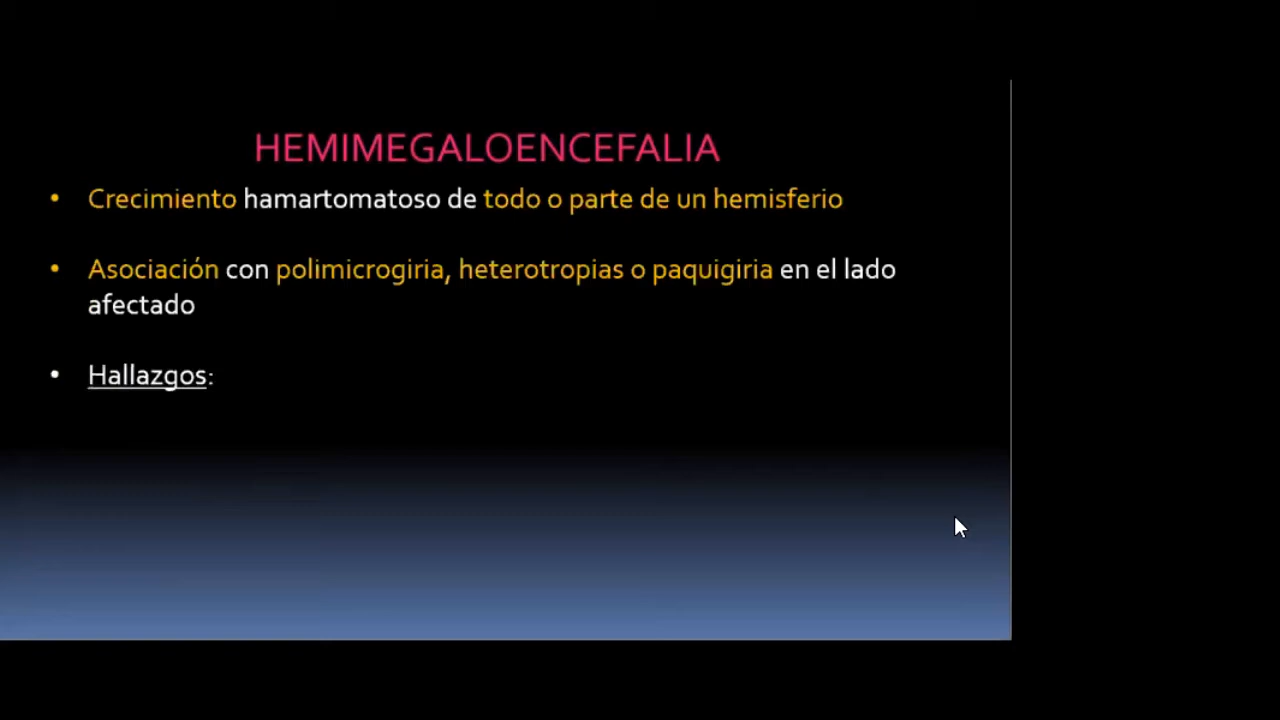 HEMIMEGALOENCEFALIA
• Crecimiento hamartomatoso de todo o parte de un hemisferio
• Asociación con polimicrogiria, heterotropias o paquigiria en el lado
afectado
• Hallazgos: